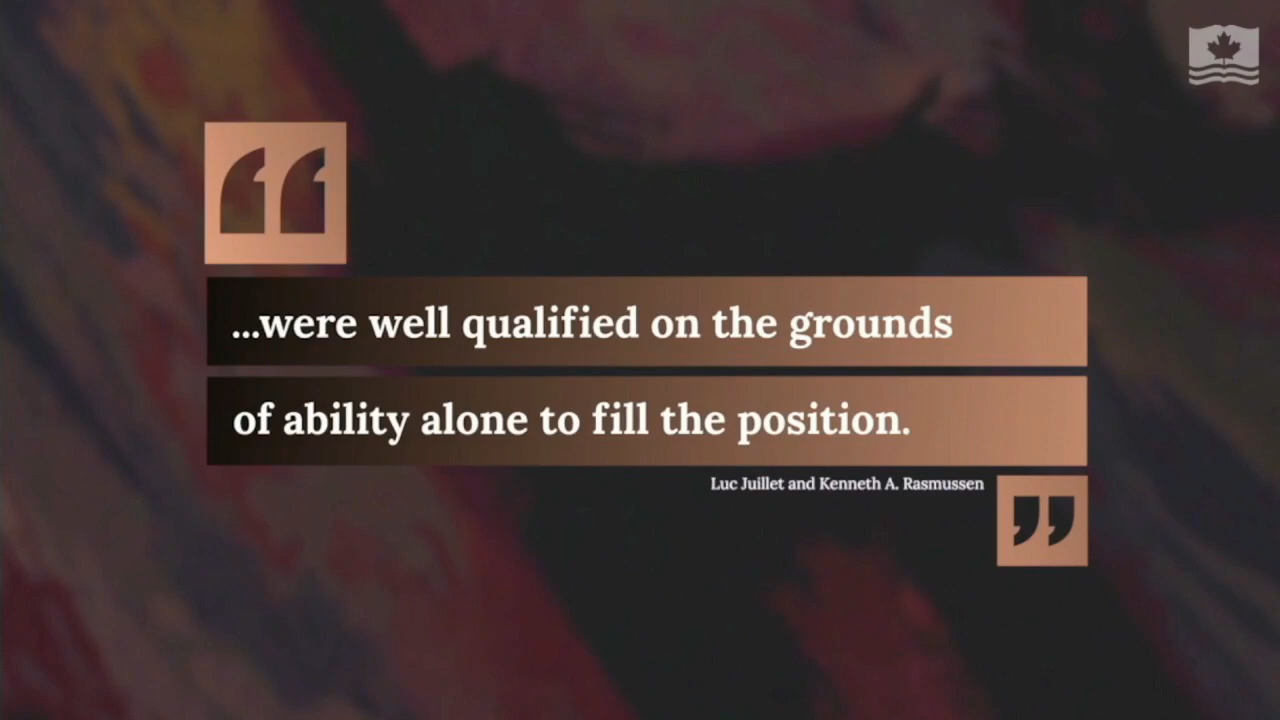 ...were well qualified on the grounds
of ability alone to fill the position.
Luc Juillet and Kenneth A. Rasmussen